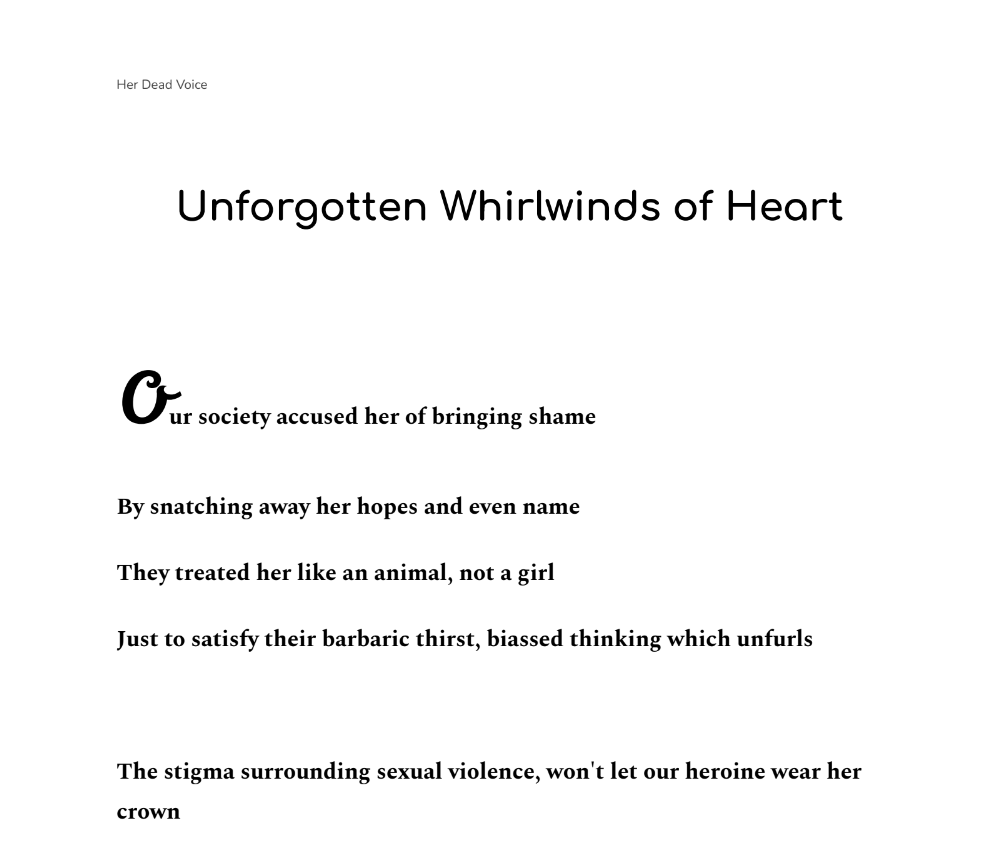 Her Dead Voice
Unforgotten Whirlwinds of Heart
Our society accused her of bringing shame
By snatching away her hopes and even name
They treated her like an animal, not a girl
Just to satisfy their barbaric thirst, biassed thinking which unfurls
The stigma surrounding sexual violence, won't let our heroine wear her
crown